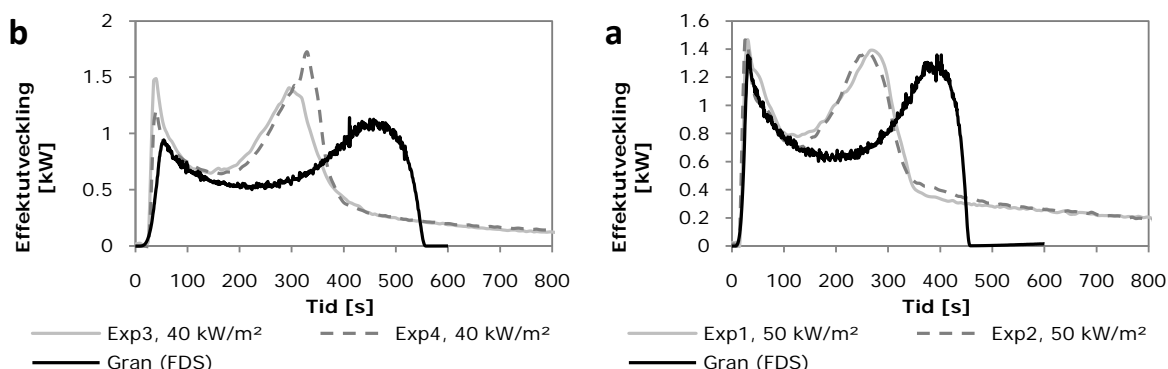 b
Effektutveckling
[kW]
2
1.5
1
0.5
0
0 100 200 300 400 500 600 700 800
Tid [s]
Exp3, 40 kW/m² Exp4, 40 kW/m²
Gran (FDS)
a
Effektutveckling
[kW]
1.6
1.4
1.2
1
0.8
0.6
0.4
0.2
0
0 100 200 300 400 500 600 700 800
Tid [s]
Exp1, 50 kW/m² Exp2, 50 kW/m²
Gran (FDS)